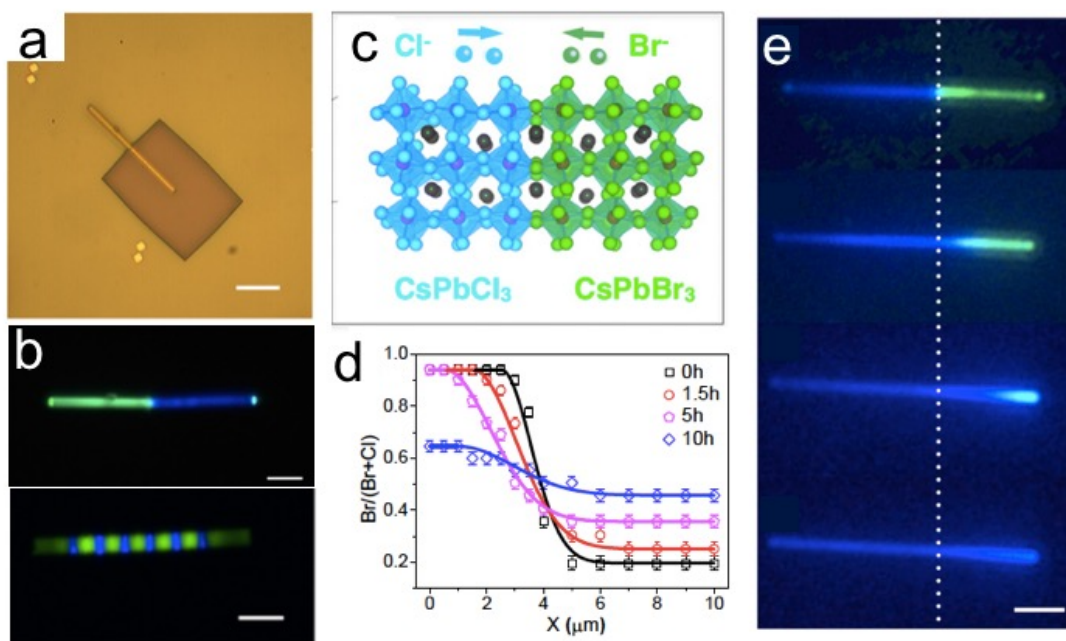 a
b
c
Cl⁻
Br⁻
CsPbCl₃
CsPbBr₃
d
1.0
0.8
0.6
0.4
0.2
Br/(Br+Cl)
0h
1.5h
5h
10h
0 2 4 6 8 10
X (μm)
e